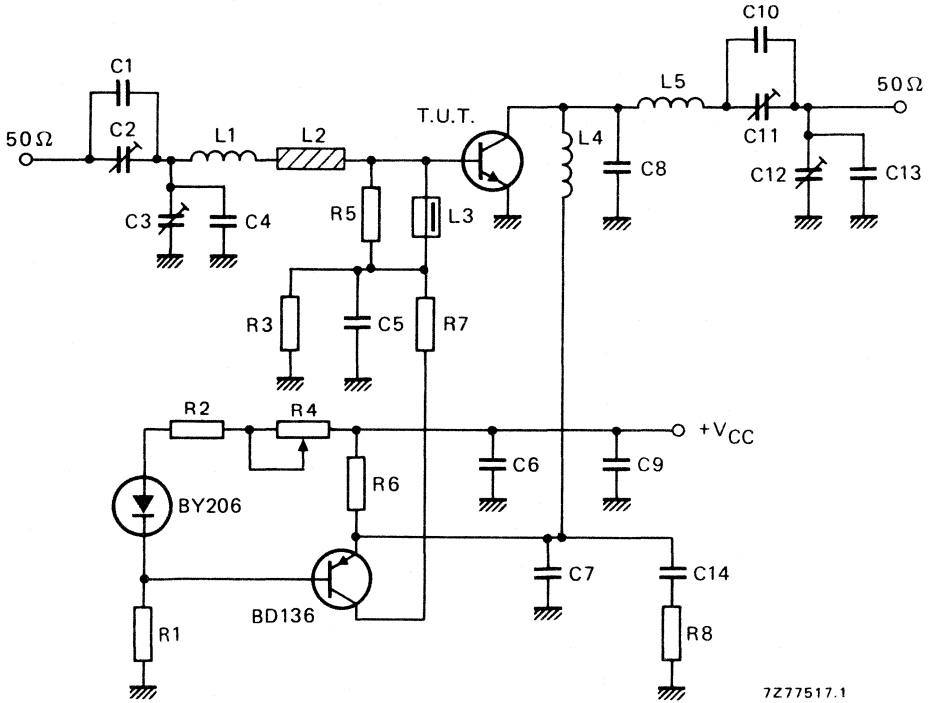 C10
C1
L5
50Ω
T.U.T.
C2
C11
50Ω
L1
L2
L4
C8
C12
C13
C3
C4
R5
L3
R3
C5
R7
R2
R4
+VCC
R6
C6
C9
BY206
C7
C14
BD136
R1
R8
7Z77517.1